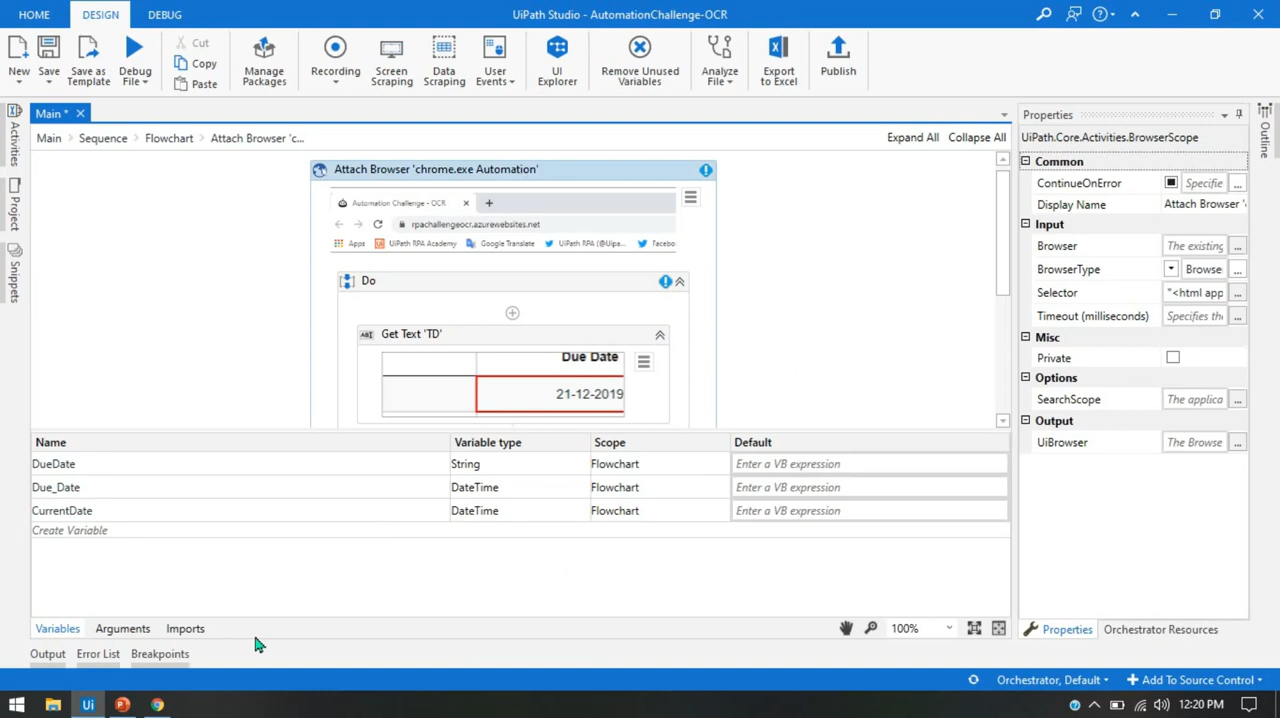 HOME DESIGN DEBUG UiPath Studio - AutomationChallenge-OCR
New Save Save as Template Debug File Cut Copy Paste Manage Packages Recording Screen Scraping Data Scraping User Events UI Explorer Remove Unused Variables Analyze File Export to Excel Publish
Main *
Main Sequence Flowchart Attach Browser 'c... Expand All Collapse All
Activities
Project
Snippets
Attach Browser 'chrome.exe Automation'
Automation Challenge - OCR
rpachallengeocr.azurewebsites.net
Apps UiPath RPA Academy Google Translate UiPath RPA (@Uipa... Facebo
Do
Get Text 'TD'
Due Date
21-12-2019
Name Variable type Scope Default
DueDate String Flowchart Enter a VB expression
Due_Date DateTime Flowchart Enter a VB expression
CurrentDate DateTime Flowchart Enter a VB expression
Create Variable
Variables Arguments Imports 100%
Output Error List Breakpoints
Properties
UiPath.Core.Activities.BrowserScope
Common
ContinueOnError Specifie ...
Display Name Attach Browser '
Input
Browser The existing ...
BrowserType Browse ...
Selector "<html app ...
Timeout (milliseconds) Specifies th ...
Misc
Private
Options
SearchScope The applica ...
Output
UiBrowser The Browse ...
Properties Orchestrator Resources
Outline
Orchestrator, Default Add To Source Control
Ui 12:20 PM